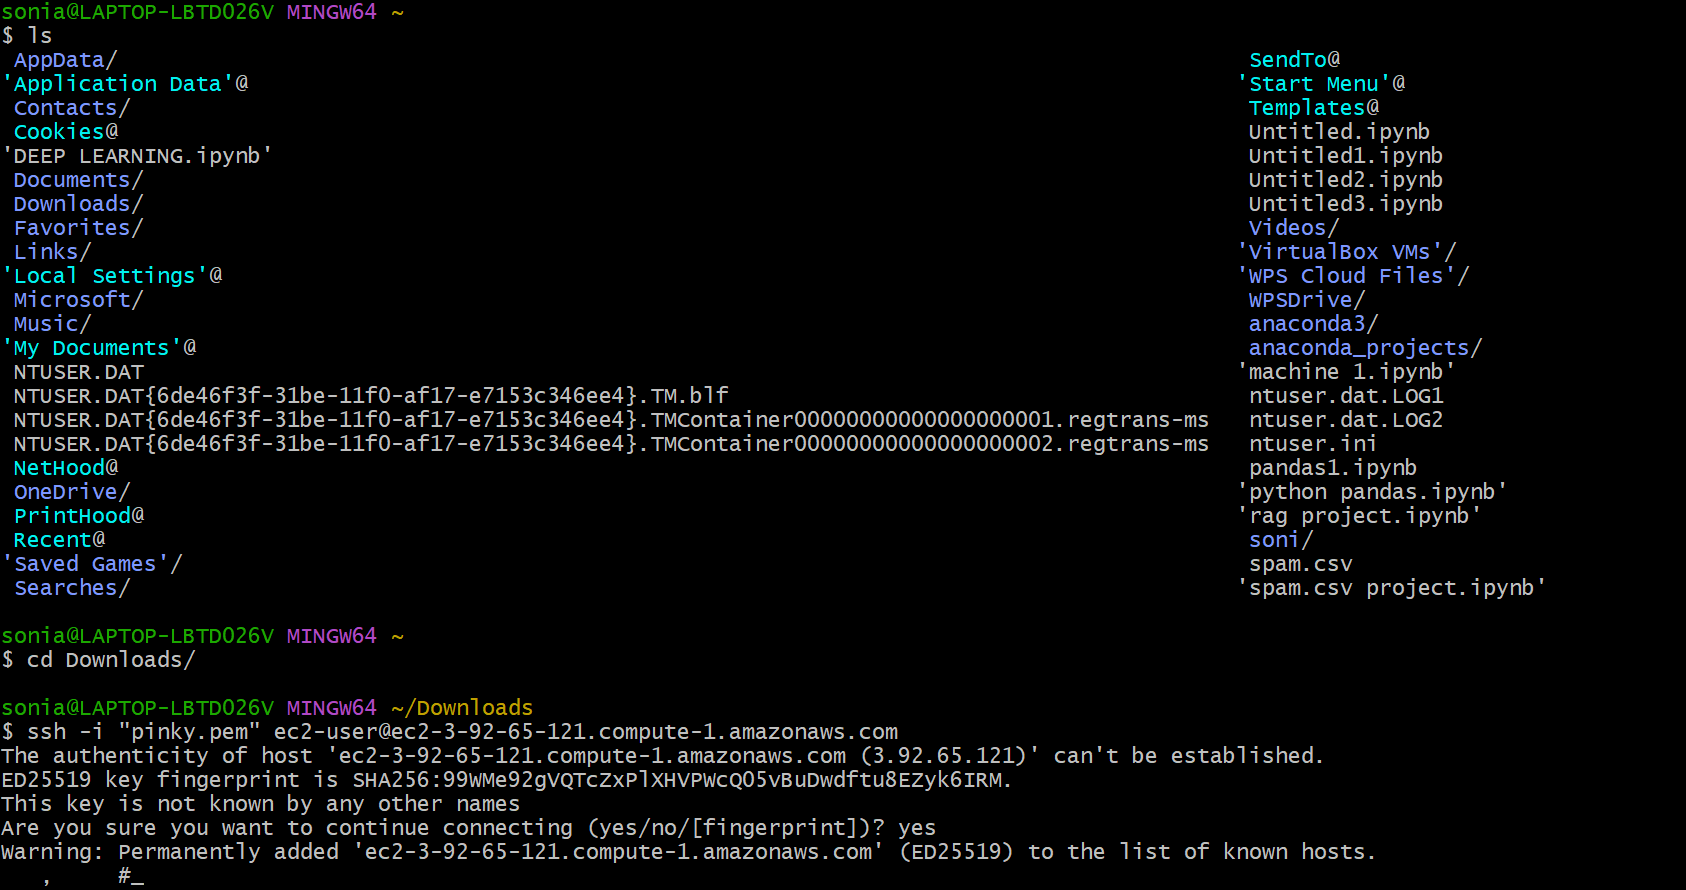 sonia@LAPTOP-LBTD026V MINGW64 ~
$ ls
 AppData/                                                                                       SendTo@
'Application Data'@                                                                            'Start Menu'@
 Contacts/                                                                                      Templates@
 Cookies@                                                                                       Untitled.ipynb
'DEEP LEARNING.ipynb'                                                                           Untitled1.ipynb
 Documents/                                                                                     Untitled2.ipynb
 Downloads/                                                                                     Untitled3.ipynb
 Favorites/                                                                                     Videos/
 Links/                                                                                        'VirtualBox VMs'/
'Local Settings'@                                                                              'WPS Cloud Files'/
 Microsoft/                                                                                     WPSDrive/
 Music/                                                                                         anaconda3/
'My Documents'@                                                                                 anaconda_projects/
 NTUSER.DAT                                                                                    'machine 1.ipynb'
 NTUSER.DAT{6de46f3f-31be-11f0-af17-e7153c346ee4}.TM.blf                                        ntuser.dat.LOG1
 NTUSER.DAT{6de46f3f-31be-11f0-af17-e7153c346ee4}.TMContainer00000000000000000001.regtrans-ms   ntuser.dat.LOG2
 NTUSER.DAT{6de46f3f-31be-11f0-af17-e7153c346ee4}.TMContainer00000000000000000002.regtrans-ms   ntuser.ini
 NetHood@                                                                                       pandas1.ipynb
 OneDrive/                                                                                     'python pandas.ipynb'
 PrintHood@                                                                                    'rag project.ipynb'
 Recent@                                                                                        soni/
'Saved Games'/                                                                                  spam.csv
 Searches/                                                                                     'spam.csv project.ipynb'
sonia@LAPTOP-LBTD026V MINGW64 ~
$ cd Downloads/
sonia@LAPTOP-LBTD026V MINGW64 ~/Downloads
$ ssh -i "pinky.pem" ec2-user@ec2-3-92-65-121.compute-1.amazonaws.com
The authenticity of host 'ec2-3-92-65-121.compute-1.amazonaws.com (3.92.65.121)' can't be established.
ED25519 key fingerprint is SHA256:99WMe92gVQTcZxPlXHVPWcQO5vBuDwdftu8EZyk6IRM.
This key is not known by any other names
Are you sure you want to continue connecting (yes/no/[fingerprint])? yes
Warning: Permanently added 'ec2-3-92-65-121.compute-1.amazonaws.com' (ED25519) to the list of known hosts.
   ,     #_